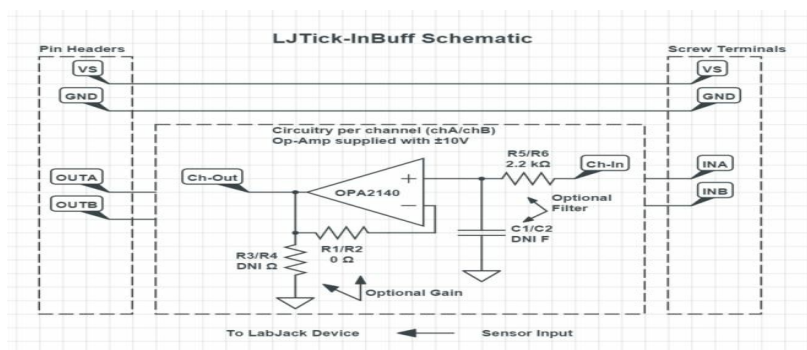 LJTick-InBuff Schematic
Pin Headers
Screw Terminals
VS
VS
GND
GND
Circuitry per channel (chA/chB)
Op-Amp supplied with ±10V
R5/R6
2.2 kΩ
Ch-In
OUTA
Ch-Out
OPA2140
+
−
INA
OUTB
INB
Optional
Filter
C1/C2
DNI F
R1/R2
0 Ω
R3/R4
DNI Ω
Optional Gain
To LabJack Device
Sensor Input